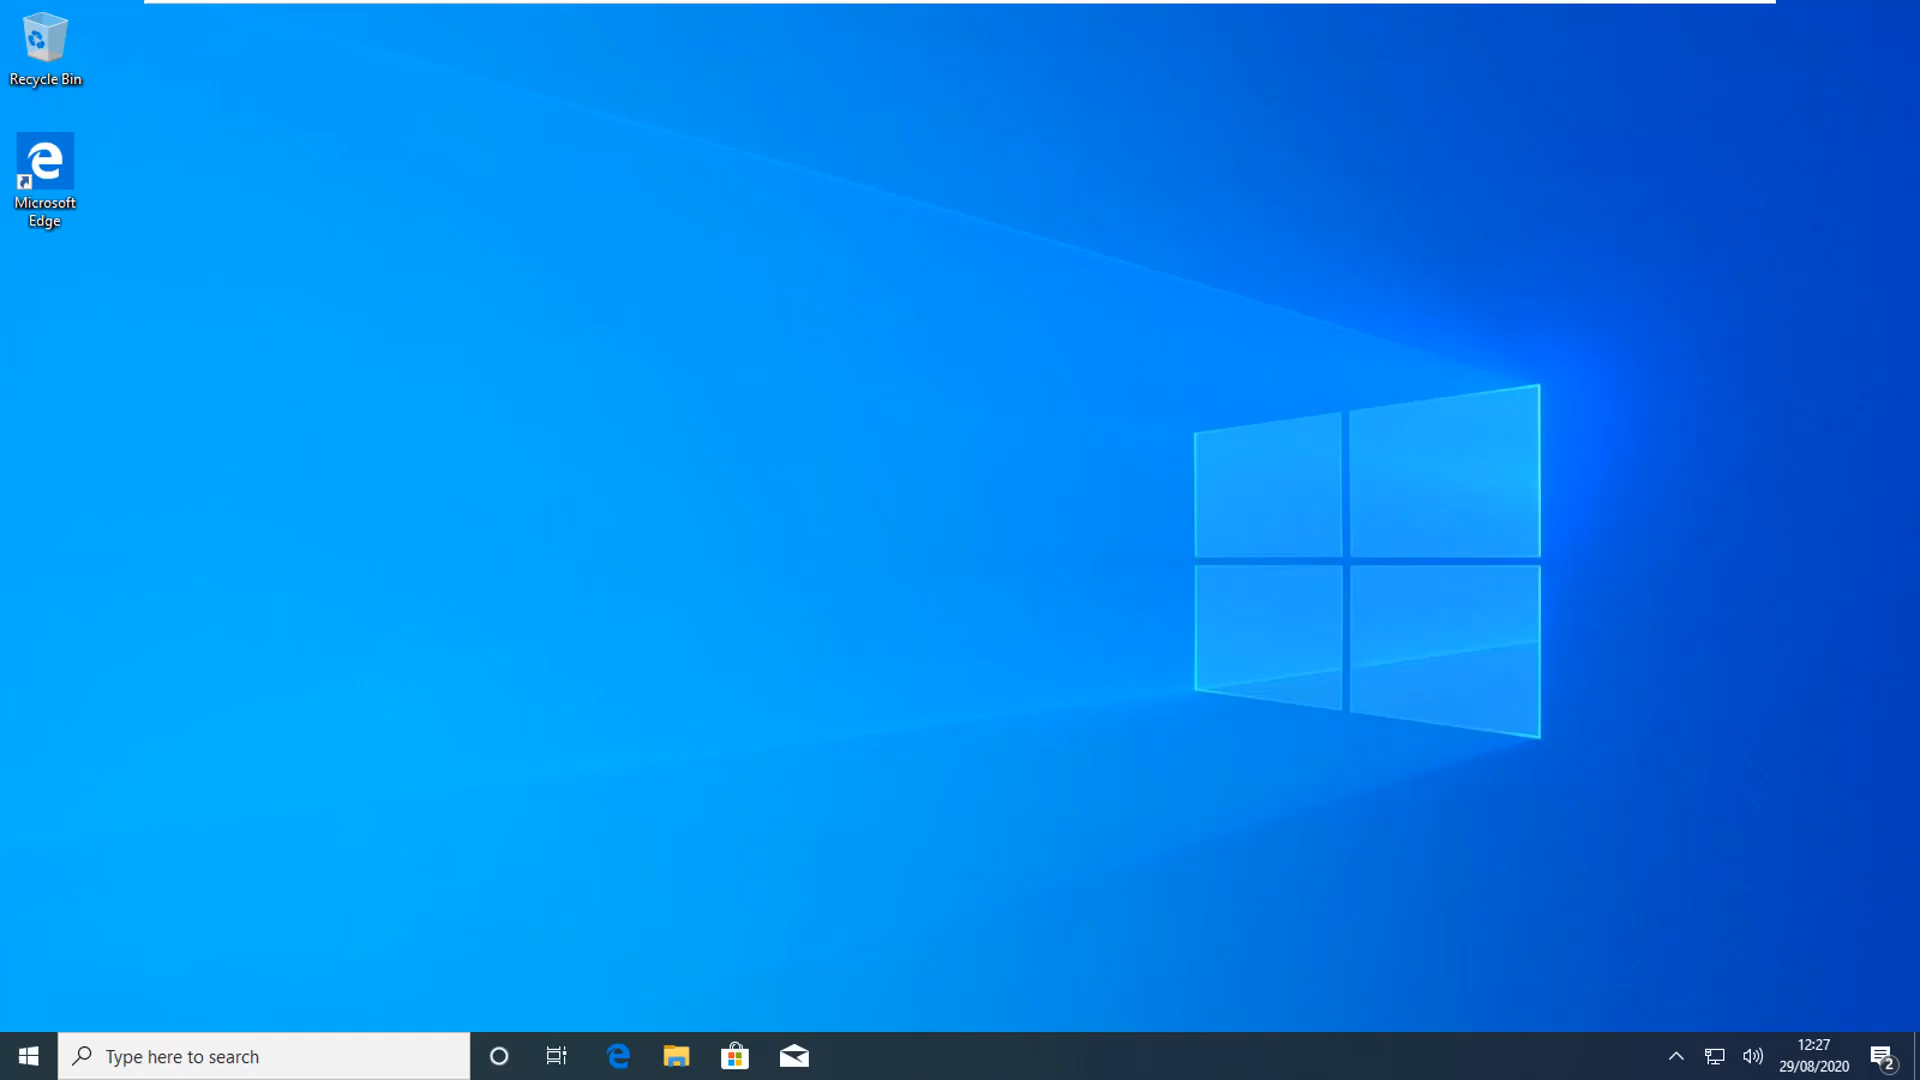 Recycle Bin
Microsoft
Edge
Type here to search
12:27
29/08/2020
2